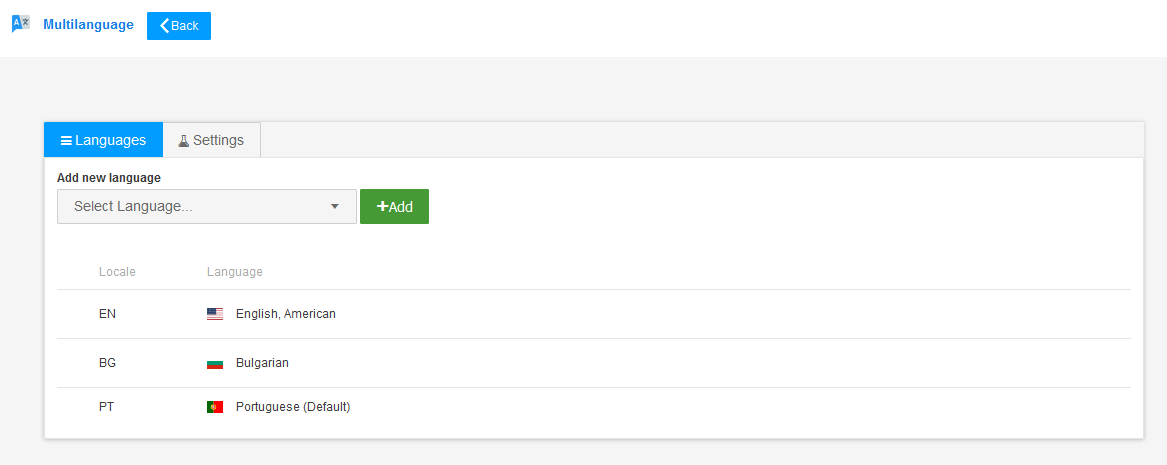 Multilanguage Back
Languages Settings
Add new language
Select Language... +Add
Locale Language
EN English, American
BG Bulgarian
PT Portuguese (Default)